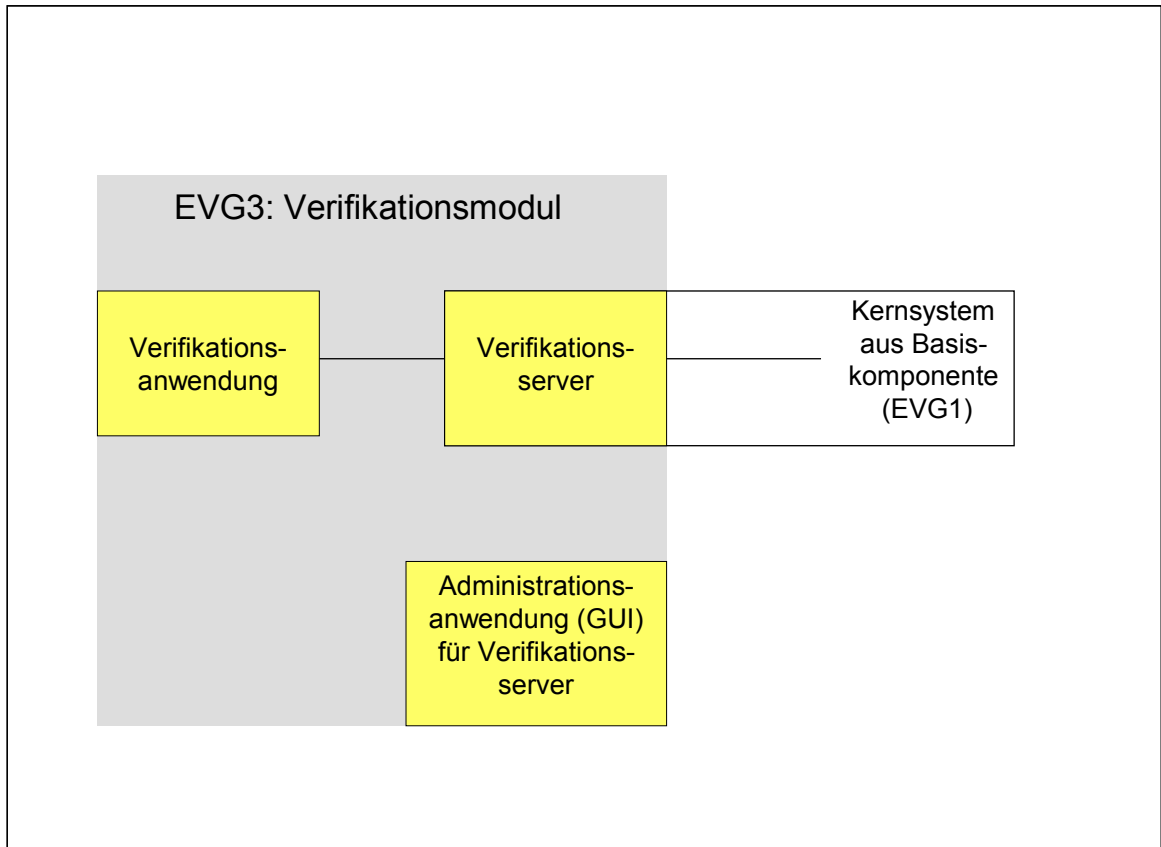 EVG3: Verifikationsmodul
Verifikations-
anwendung
Verifikations-
server
Kernsystem
aus Basis-
komponente
(EVG1)
Administrations-
anwendung (GUI)
für Verifikations-
server